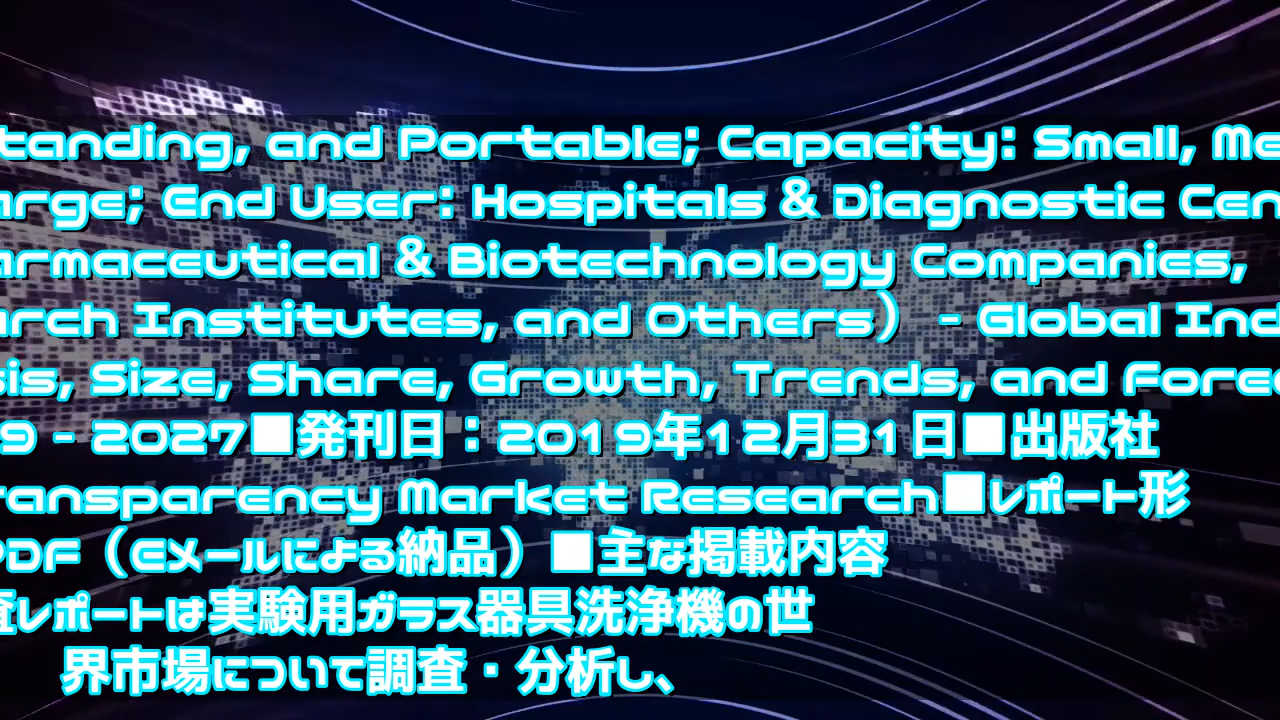 tanding, and Portable; Capacity: Small, Me
arge; End User: Hospitals & Diagnostic Cen
armaceutical & Biotechnology Companies,
arch Institutes, and Others） - Global Ind
sis, Size, Share, Growth, Trends, and Forec
9 - 2027■発刊日：2019年12月31日■出版社
ransparency Market Research■レポート形
PDF（Eメールによる納品）■主な掲載内容
査レポートは実験用ガラス器具洗浄機の世
界市場について調査・分析し、